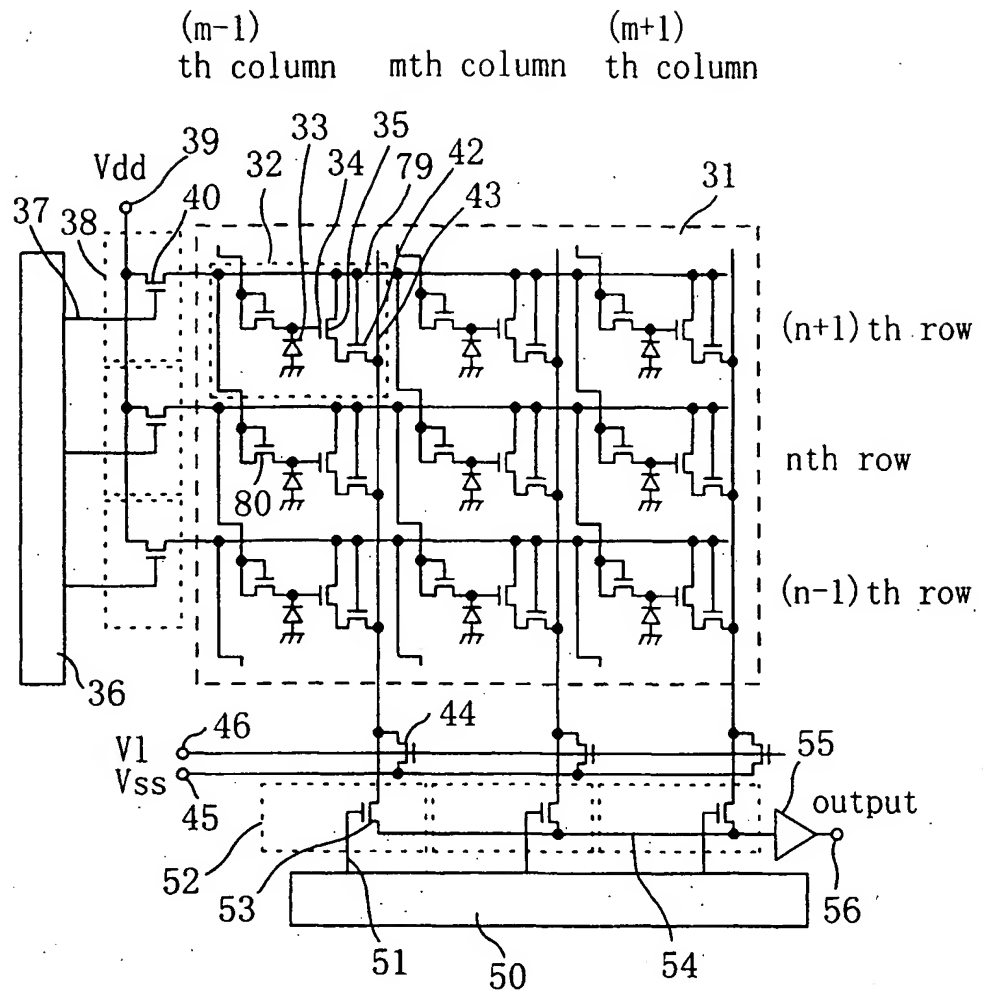 (m-1)
th column
mth column
(m+1)
th column
Vdd
39
40
37
38
32
33
34
35
79
42
43
31
(n+1)th row
nth row
80
(n-1)th row
36
V1
46
44
55
Vss
45
output
52
53
51
50
54
56